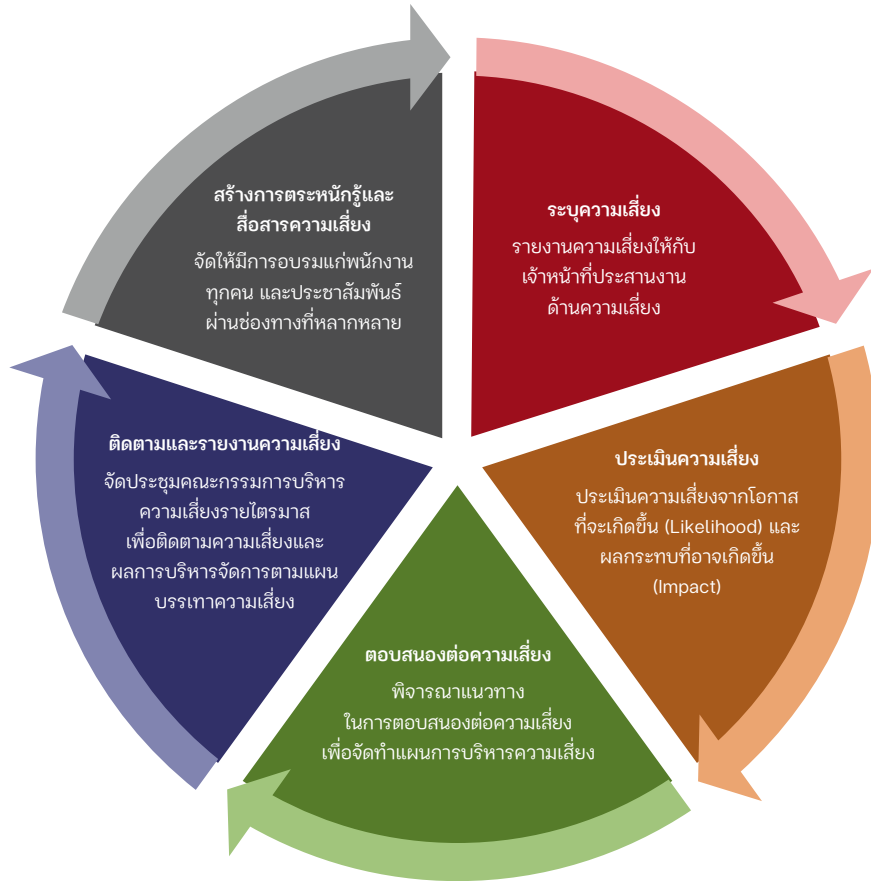 สร้างการตระหนักรู้และ
สื่อสารความเสี่ยง
จัดให้มีการอบรมแก่พนักงาน
ทุกคน และประชาสัมพันธ์
ผ่านช่องทางที่หลากหลาย
ระบุความเสี่ยง
รายงานความเสี่ยงให้กับ
เจ้าหน้าที่ประสานงาน
ด้านความเสี่ยง
ประเมินความเสี่ยง
ประเมินความเสี่ยงจากโอกาส
ที่จะเกิดขึ้น (Likelihood) และ
ผลกระทบที่อาจเกิดขึ้น
(Impact)
ตอบสนองต่อความเสี่ยง
พิจารณาแนวทาง
ในการตอบสนองต่อความเสี่ยง
เพื่อจัดทำแผนการบริหารความเสี่ยง
ติดตามและรายงานความเสี่ยง
จัดประชุมคณะกรรมการบริหาร
ความเสี่ยงรายไตรมาส
เพื่อติดตามความเสี่ยงและ
ผลการบริหารจัดการตามแผน
บรรเทาความเสี่ยง